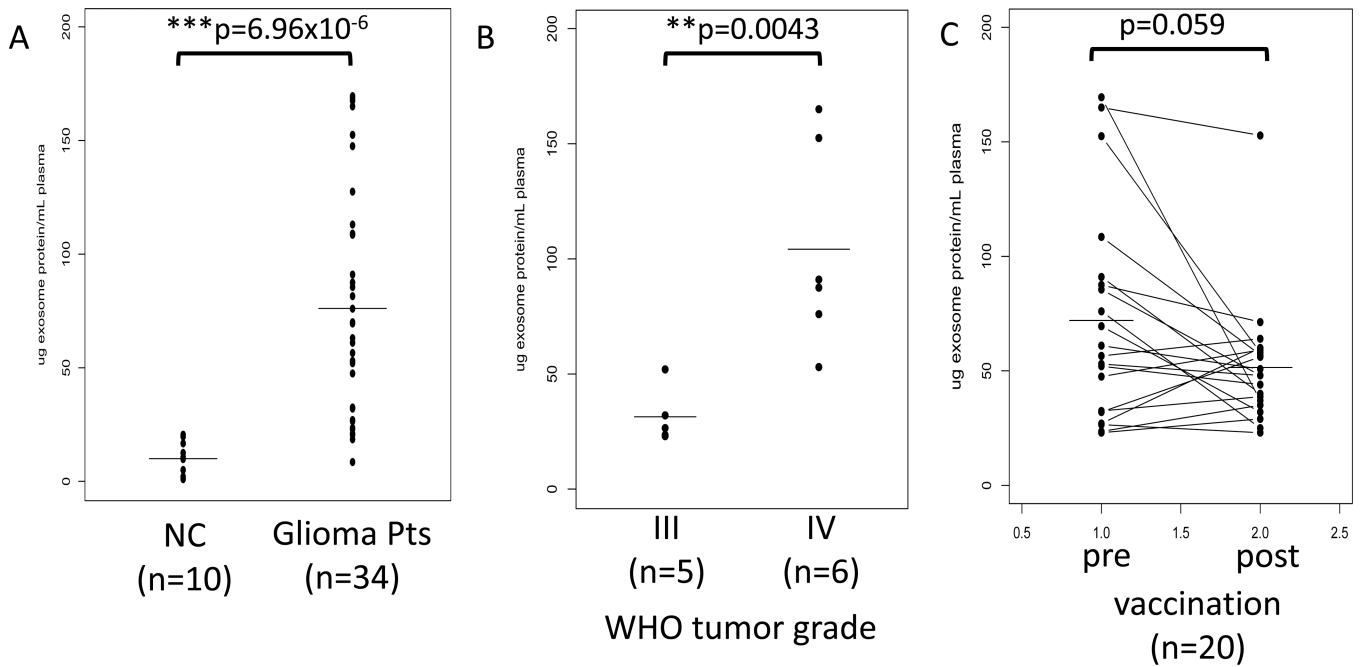 A
***p=6.96x10-6
200
150
100
50
0
ug exosome protein/mL plasma
NC
(n=10)
Glioma Pts
(n=34)
B
**p=0.0043
200
150
100
50
0
ug exosome protein/mL plasma
III
(n=5)
IV
(n=6)
WHO tumor grade
C
p=0.059
200
150
100
50
0
ug exosome protein/mL plasma
0.5 1.0 1.5 2.0 2.5
pre post
vaccination
(n=20)